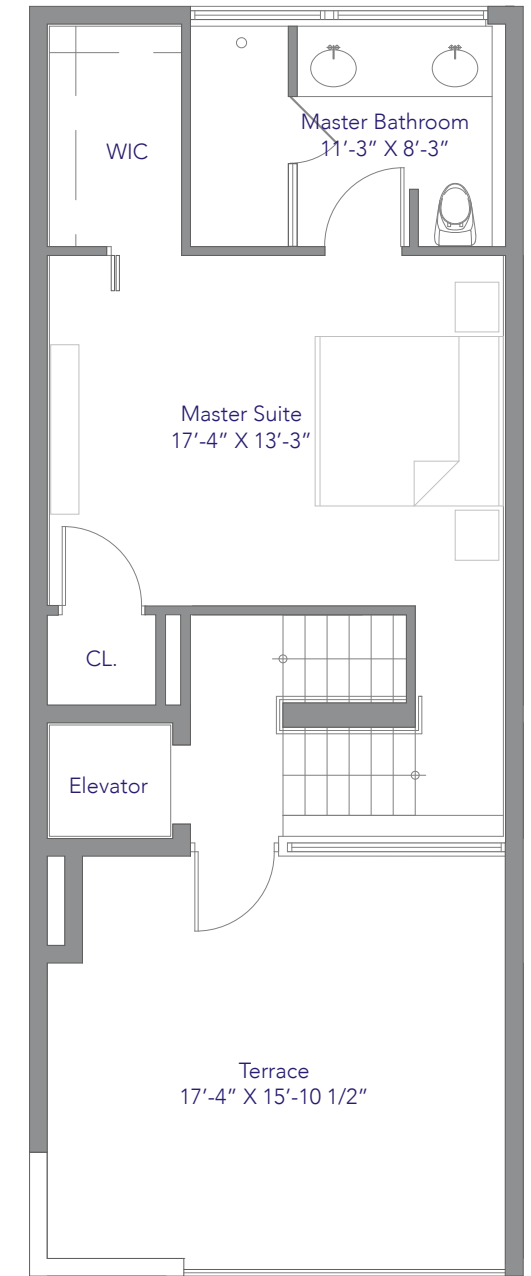 Master Bathroom
11’-3” X 8’-3”
WIC
Master Suite
17’-4” X 13’-3”
CL.
Elevator
Terrace
17’-4” X 15’-10 1/2”